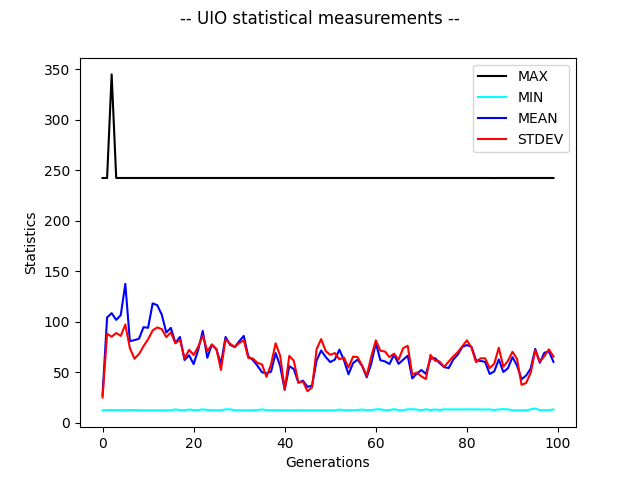 -- UIO statistical measurements --
350
300
250
200
150
100
50
0
Statistics
MAX
MIN
MEAN
STDEV
0 20 40 60 80 100
Generations